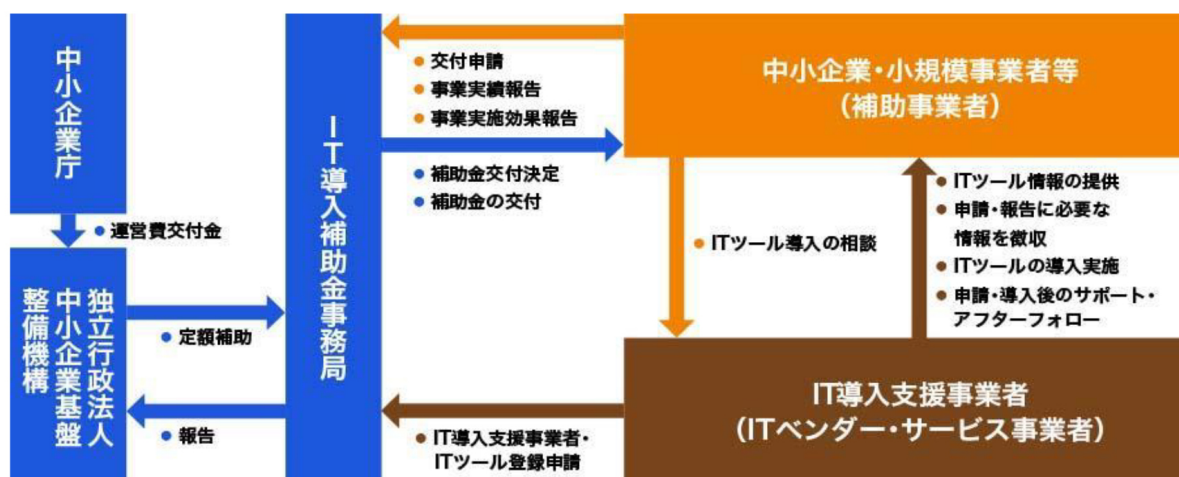 中小企業庁
● 運営費交付金
独立行政法人
中小企業基盤
整備機構
● 定額補助
● 報告
IT導入補助金事務局
● 交付申請
● 事業実績報告
● 事業実施効果報告
● 補助金交付決定
● 補助金の交付
中小企業・小規模事業者等
（補助事業者）
● ITツール導入の相談
● ITツール情報の提供
● 申請・報告に必要な
情報を徴収
● ITツールの導入実施
● 申請・導入後のサポート・
アフターフォロー
IT導入支援事業者
（ITベンダー・サービス事業者）
● IT導入支援事業者・
ITツール登録申請